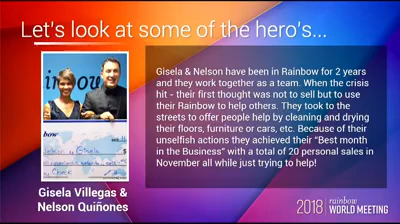 Let's look at some of the hero's...
Gisela & Nelson have been in Rainbow for 2 years
and they work together as a team. When the crisis
hit - their first thought was not to sell but to use
their Rainbow to help others. They took to the
streets to offer people help by cleaning and drying
their floors, furniture or cars, etc. Because of their
unselfish actions they achieved their "Best month
in the Business" with a total of 20 personal sales in
November all while just trying to help!
Gisela Villegas &
Nelson Quiñones
2018 rainbow
WORLD MEETING